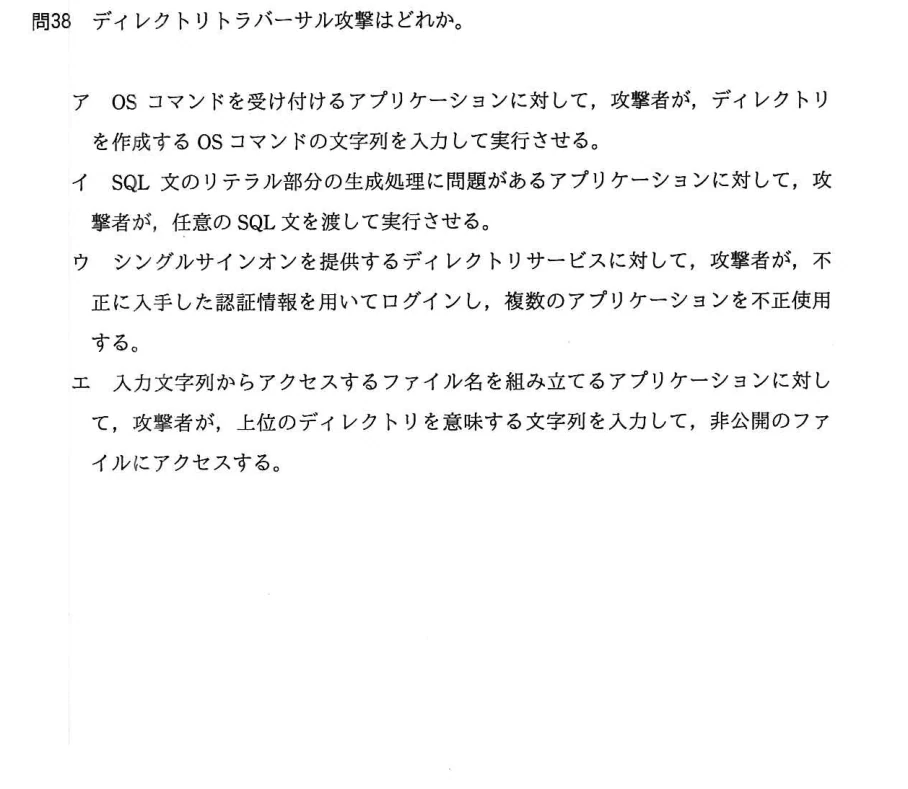 問38 ディレクトリトラバーサル攻撃はどれか。
ア OS コマンドを受け付けるアプリケーションに対して，攻撃者が，ディレクトリ
を作成する OS コマンドの文字列を入力して実行させる。
イ SQL 文のリテラル部分の生成処理に問題があるアプリケーションに対して，攻
撃者が，任意の SQL 文を渡して実行させる。
ウ シングルサインオンを提供するディレクトリサービスに対して，攻撃者が，不
正に入手した認証情報を用いてログインし，複数のアプリケーションを不正使用
する。
エ 入力文字列からアクセスするファイル名を組み立てるアプリケーションに対し
て，攻撃者が，上位のディレクトリを意味する文字列を入力して，非公開のファ
イルにアクセスする。